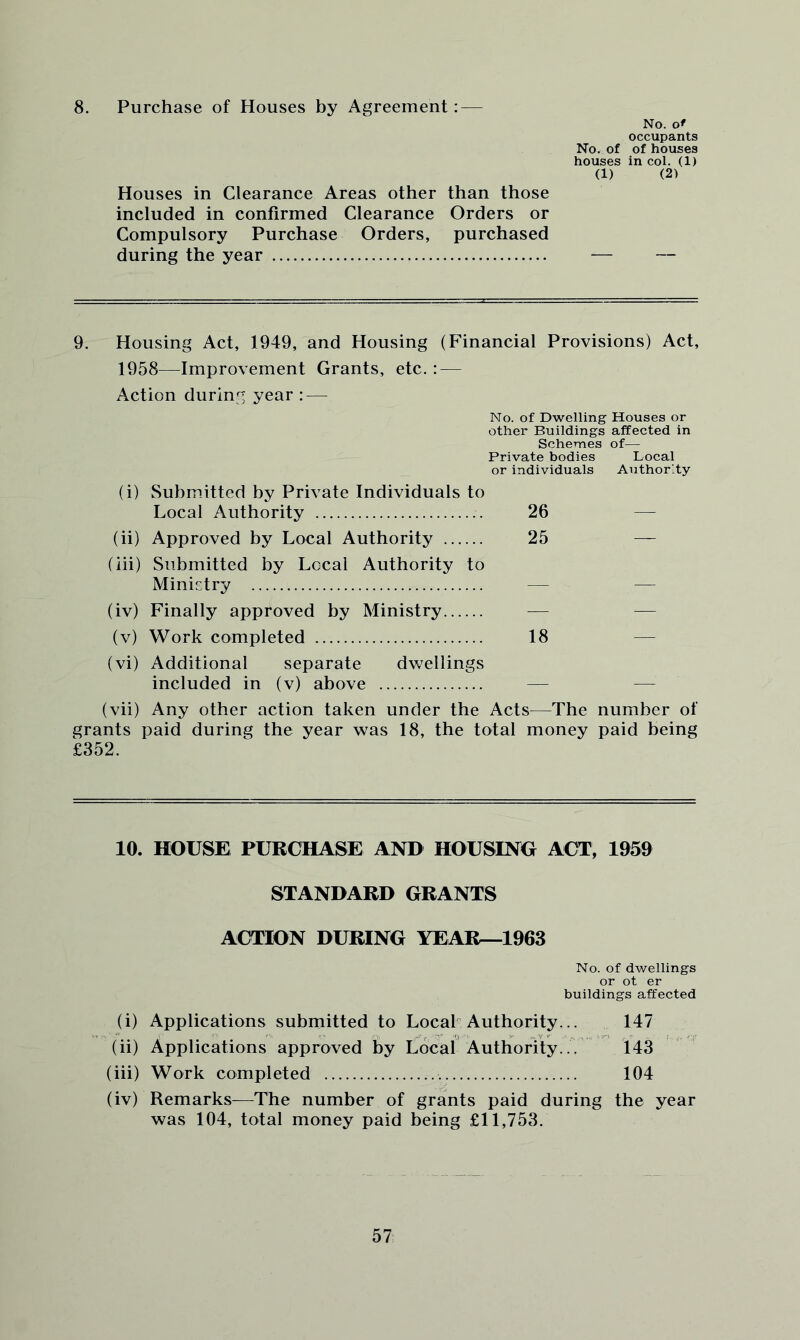 8. Purchase of Houses by Agreement : —
No. of
occupants
No. of of houses
houses in col. (1)
(1) (2)
Houses in Clearance Areas other than those
included in confirmed Clearance Orders or
Compulsory Purchase Orders, purchased
during the year ........ — —
9. Housing Act, 1949, and Housing (Financial Provisions) Act,
1958—Improvement Grants, etc. : —
Action during year : —
No. of Dwelling Houses or
other Buildings affected in
Schemes of—
Private bodies Local
or individuals Authority
(i) Submitted by Private Individuals to
Local Authority ........ 26 —
(ii) Approved by Local Authority ...... 25 —
(iii) Submitted by Local Authority to
Ministry ........ — —
(iv) Finally approved by Ministry...... — —
(v) Work completed ........ 18 —
(vi) Additional separate dwellings
included in (v) above ........ — —
(vii) Any other action taken under the Acts—The number of
grants paid during the year was 18, the total money paid being
£352.
10. HOUSE PURCHASE AND HOUSING ACT, 1959
STANDARD GRANTS
ACTION DURING YEAR—1963
No. of dwellings
or ot er
buildings affected
(i) Applications submitted to Local Authority... 147
(ii) Applications approved by Local Authority... 143
(iii) Work completed ........ 104
(iv) Remarks—The number of grants paid during the year
was 104, total money paid being £11,753.
57